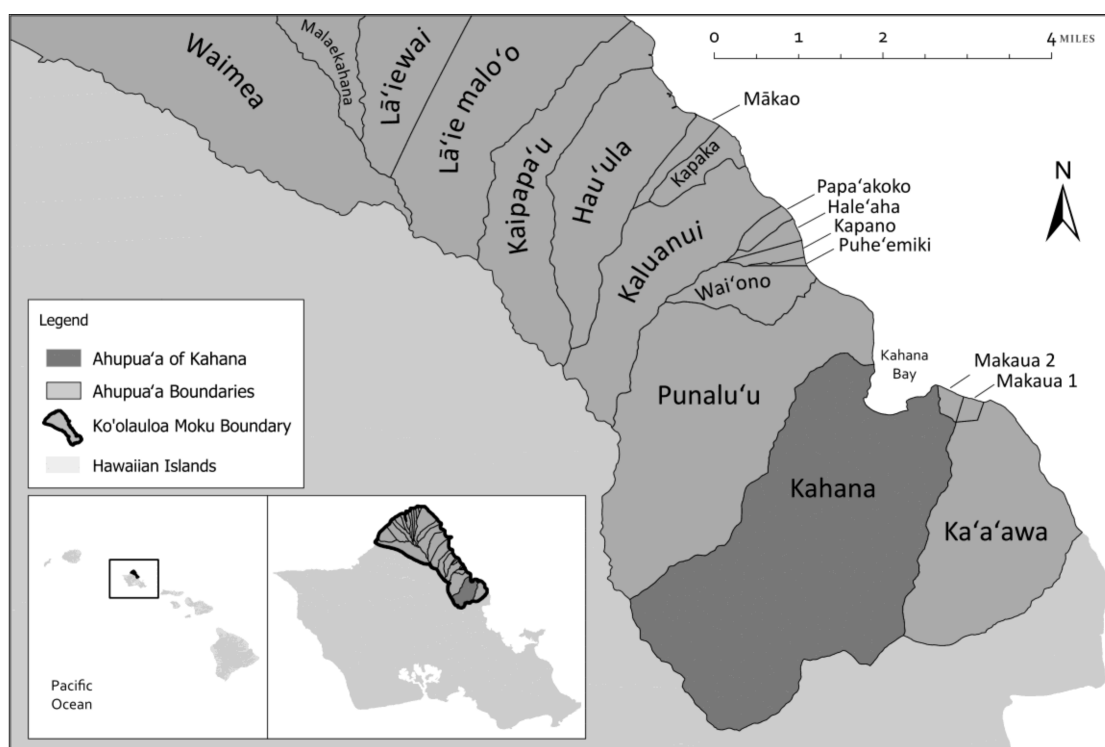 0 1 2 4 MILES
Waimea
Malaekahana
Lāʻiewai
Lāʻie maloʻo
Kaipapaʻu
Hauʻula
Mākao
Kapaka
Kaluanui
Papaʻakoko
Haleʻaha
Kapano
Puheʻemiki
Waiʻono
N
Punaluʻu
Kahana
Bay
Makaua 2
Makaua 1
Kahana
Kaʻaʻawa
Legend
Ahupuaʻa of Kahana
Ahupuaʻa Boundaries
Ko'olauloa Moku Boundary
Hawaiian Islands
Pacific
Ocean